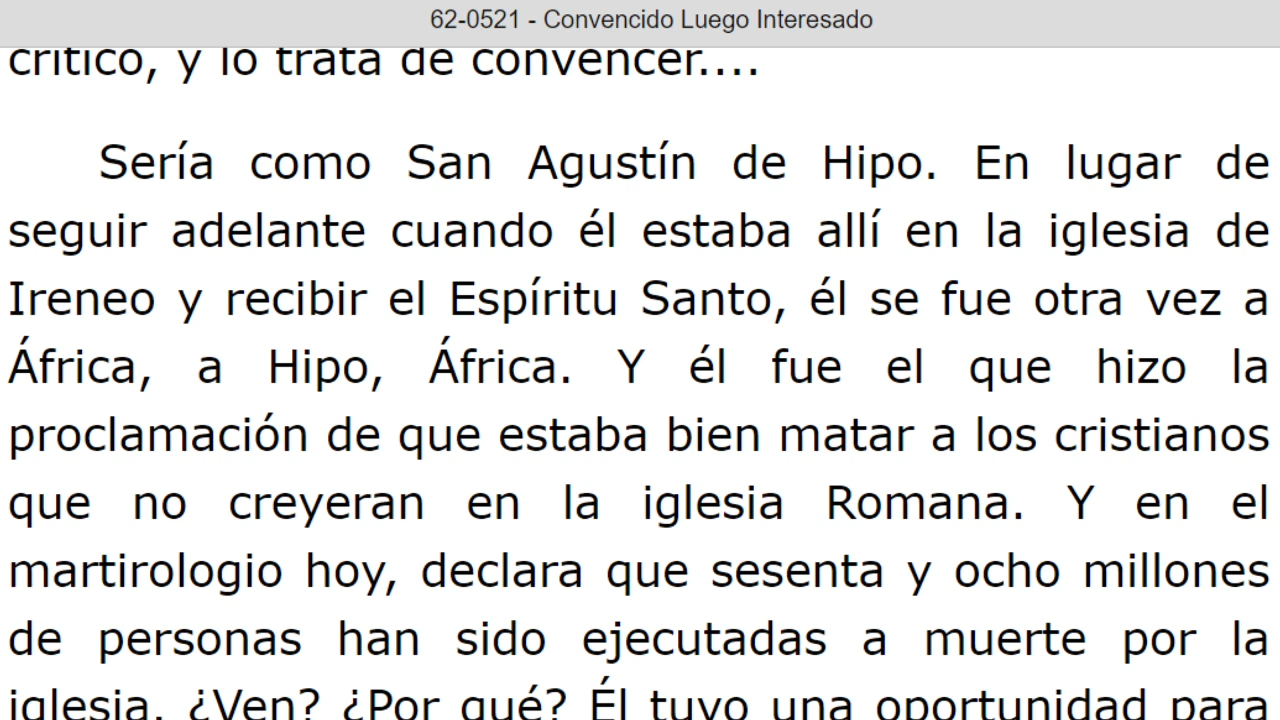 62-0521 - Convencido Luego Interesado
crítico, y lo trata de convencer....
Sería como San Agustín de Hipo. En lugar de
seguir adelante cuando él estaba allí en la iglesia de
Ireneo y recibir el Espíritu Santo, él se fue otra vez a
África, a Hipo, África. Y él fue el que hizo la
proclamación de que estaba bien matar a los cristianos
que no creyeran en la iglesia Romana. Y en el
martirologio hoy, declara que sesenta y ocho millones
de personas han sido ejecutadas a muerte por la
iglesia. ¿Ven? ¿Por qué? Él tuvo una oportunidad para